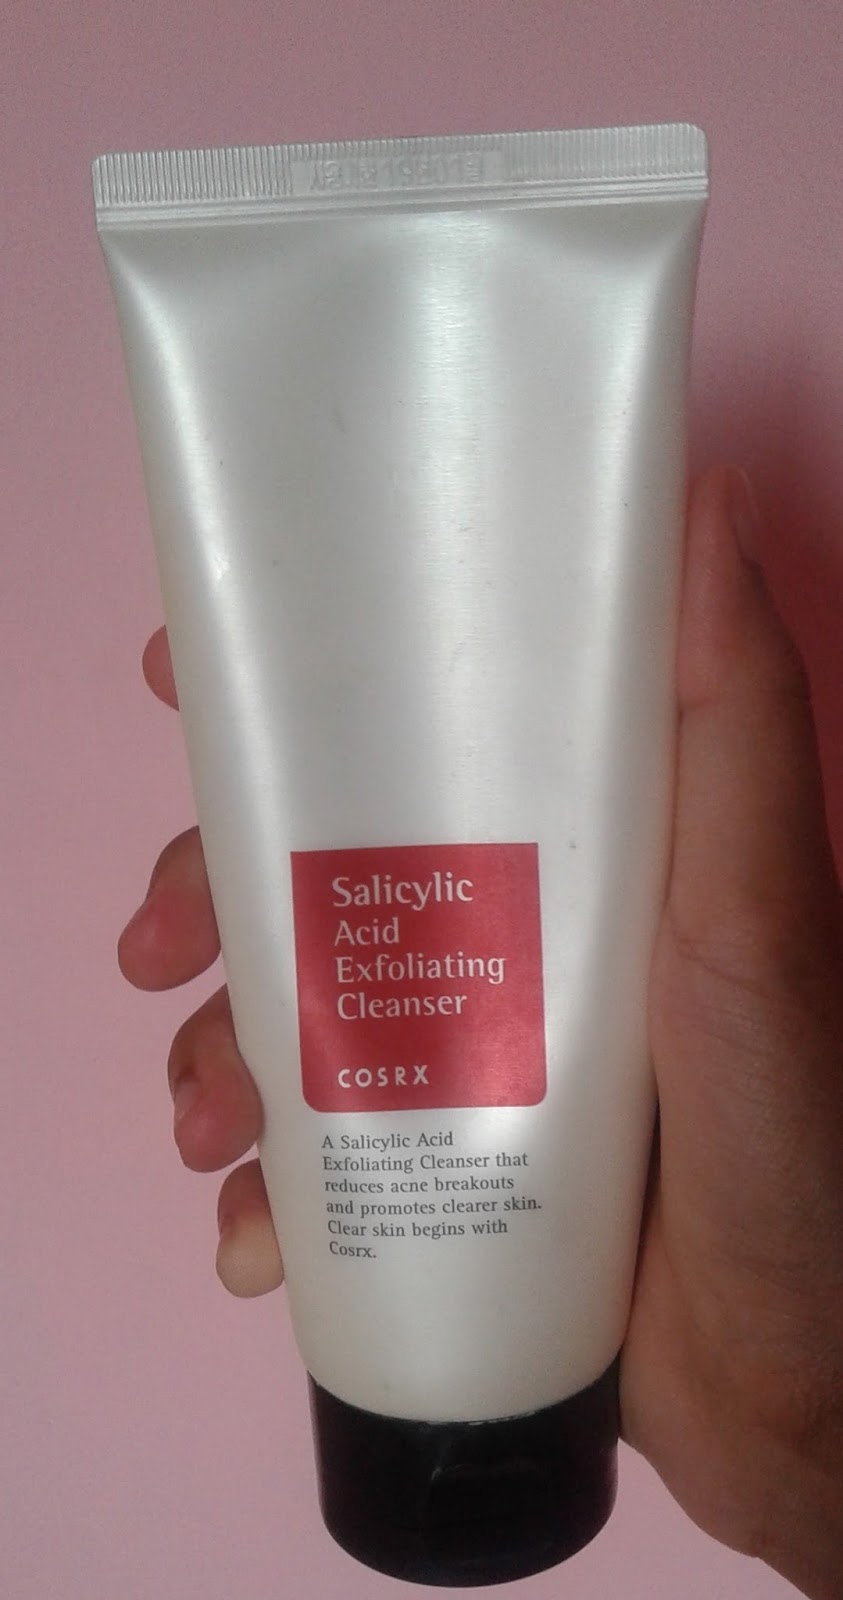 Salicylic
Acid
Exfoliating
Cleanser
COSRX
A Salicylic Acid
Exfoliating Cleanser that
reduces acne breakouts
and promotes clearer skin.
Clear skin begins with
Cosrx.